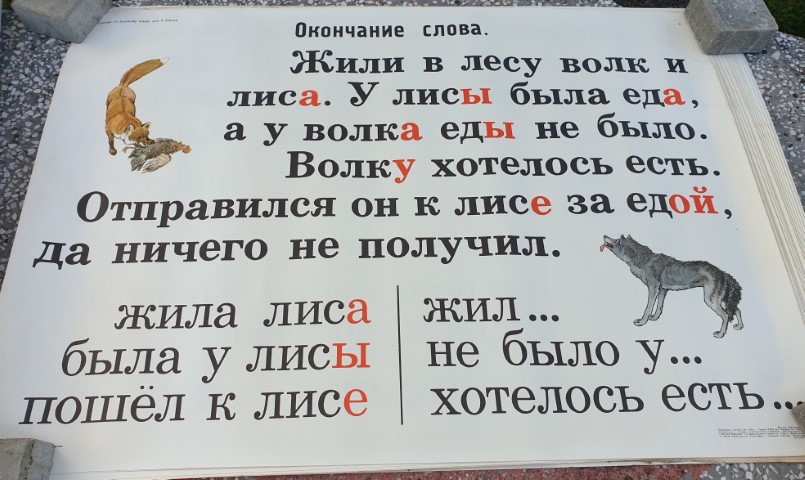 Окончание слова.
Жили в лесу волк и
лиса. У лисы была еда,
а у волка еды не было.
Волку хотелось есть.
Отправился он к лисе за едой,
да ничего не получил.
жила лиса
была у лисы
пошёл к лисе
жил...
не было у...
хотелось есть...